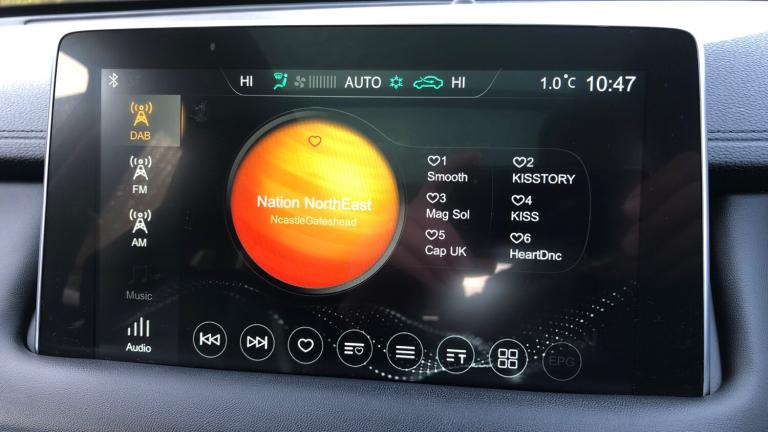 HI AUTO HI 1.0°C 10:47
DAB
FM
AM
Music
Audio
Nation NorthEast
NcastleGateshead
1
Smooth
2
KISSTORY
3
Mag Sol
4
KISS
5
Cap UK
6
HeartDnc
T
EPG